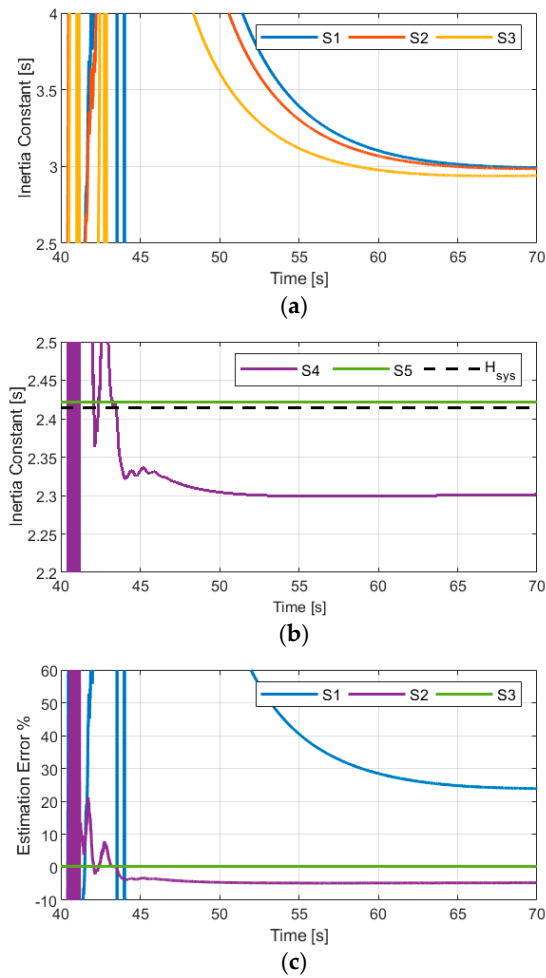 4
3.5
3
2.5
Inertia Constant [s]
S1 S2 S3
40 45 50 55 60 65 70
Time [s]
(a)
2.5
2.45
2.4
2.35
2.3
2.25
2.2
Inertia Constant [s]
S4 S5 H_sys
40 45 50 55 60 65 70
Time [s]
(b)
60
50
40
30
20
10
0
-10
Estimation Error %
S1 S2 S3
40 45 50 55 60 65 70
Time [s]
(c)